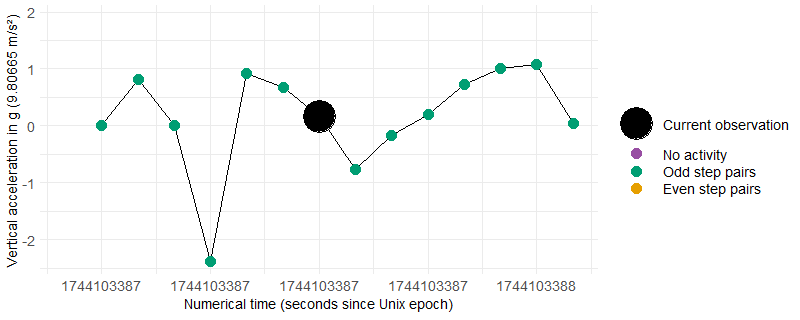 Vertical acceleration in g (9.80665 m/s²)
2
1
0
-1
-2
1744103387
1744103387
1744103387
1744103387
1744103388
Numerical time (seconds since Unix epoch)
Current observation
No activity
Odd step pairs
Even step pairs